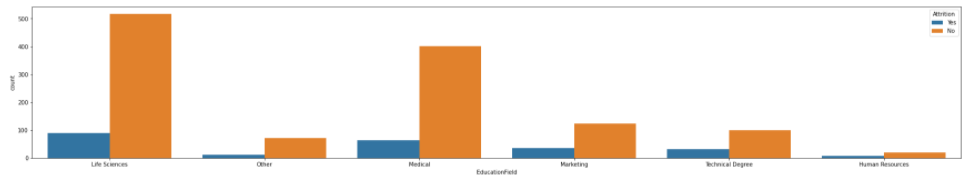 Attrition
Yes
No
500
400
300
200
100
0
count
Life Sciences
Other
Medical
Marketing
Technical Degree
Human Resources
EducationField